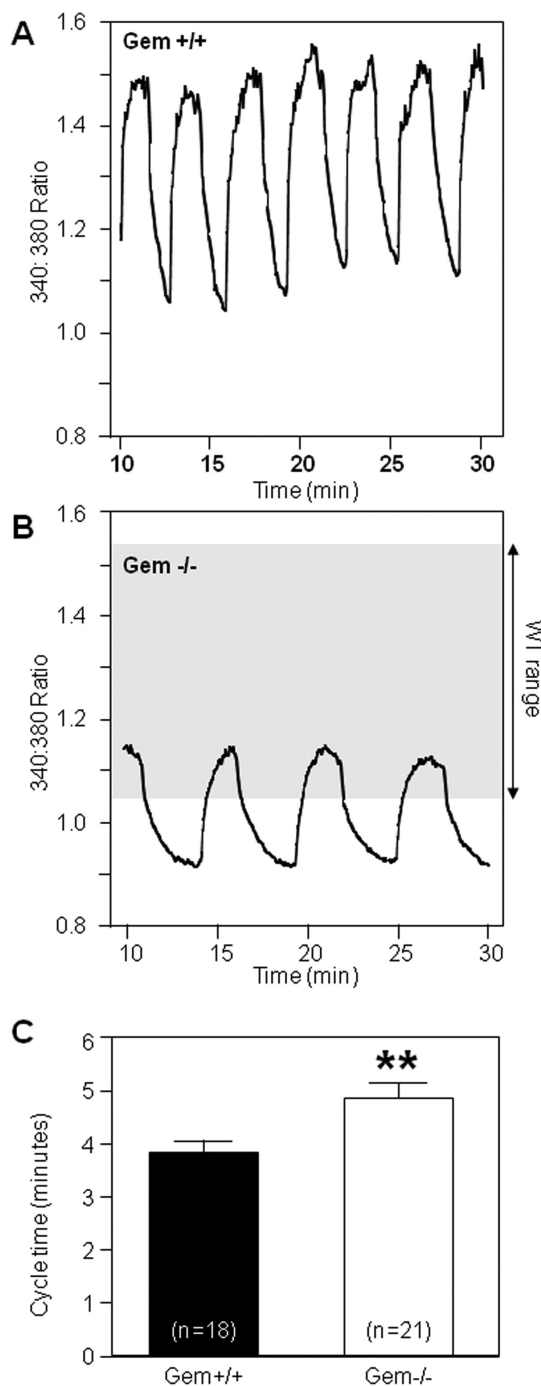 A
Gem +/+
1.6
1.4
1.2
1.0
0.8
340: 380 Ratio
10 15 20 25 30
Time (min)
B
Gem -/-
1.6
1.4
1.2
1.0
0.8
340:380 Ratio
WT range
10 15 20 25 30
Time (min)
C
6
5
4
3
2
1
0
Cycle time (minutes)
**
(n=18) (n=21)
Gem+/+ Gem-/-